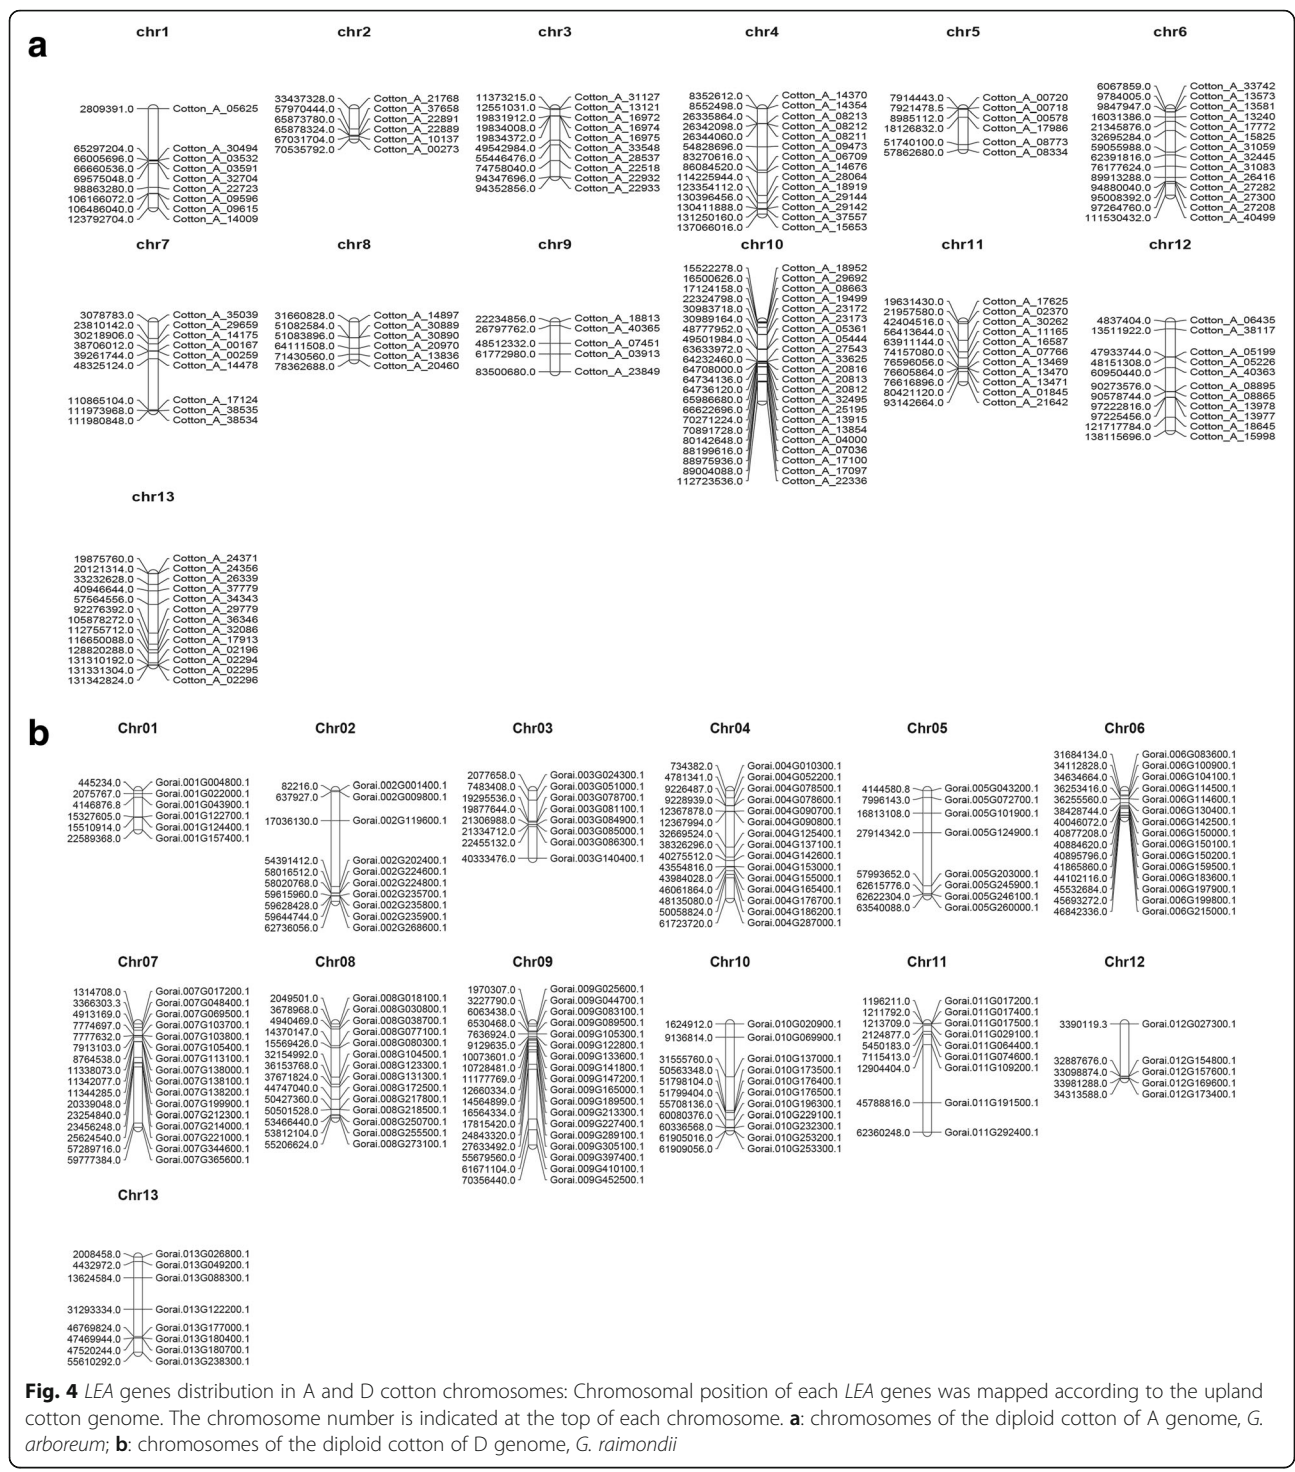 a
chr1
chr2
chr3
chr4
chr5
chr6
2809391.0 Cotton_A_05625
65297204.0 Cotton_A_30494
66005696.0 Cotton_A_03532
66660536.0 Cotton_A_03591
69575048.0 Cotton_A_32704
98863280.0 Cotton_A_22723
106166072.0 Cotton_A_09596
106486040.0 Cotton_A_09615
123792704.0 Cotton_A_14009
33437328.0 Cotton_A_21768
57970444.0 Cotton_A_37658
65873780.0 Cotton_A_22891
65878324.0 Cotton_A_22889
67031704.0 Cotton_A_10137
70535792.0 Cotton_A_00273
11373215.0 Cotton_A_31127
12551031.0 Cotton_A_13121
19831912.0 Cotton_A_16972
19834008.0 Cotton_A_16974
19834372.0 Cotton_A_16975
49542984.0 Cotton_A_33548
55446476.0 Cotton_A_28537
74758040.0 Cotton_A_22518
94347696.0 Cotton_A_22932
94352856.0 Cotton_A_22933
8352612.0 Cotton_A_14370
8552498.0 Cotton_A_14354
26335864.0 Cotton_A_08213
26342098.0 Cotton_A_08212
26344060.0 Cotton_A_08211
54828696.0 Cotton_A_09473
83270616.0 Cotton_A_06709
86084520.0 Cotton_A_14676
114225944.0 Cotton_A_28064
123354112.0 Cotton_A_18919
130396456.0 Cotton_A_29144
130411888.0 Cotton_A_29142
131250160.0 Cotton_A_37557
137066016.0 Cotton_A_15653
7914443.0 Cotton_A_00720
7921478.5 Cotton_A_00718
8985112.0 Cotton_A_00578
18126832.0 Cotton_A_17986
51740100.0 Cotton_A_08773
57862680.0 Cotton_A_08334
6067859.0 Cotton_A_33742
9784005.0 Cotton_A_13573
9847947.0 Cotton_A_13581
16031386.0 Cotton_A_13240
21345876.0 Cotton_A_17772
32695284.0 Cotton_A_15825
59055988.0 Cotton_A_31059
62391816.0 Cotton_A_32445
76177624.0 Cotton_A_31083
89913288.0 Cotton_A_26416
94880040.0 Cotton_A_27282
95008392.0 Cotton_A_27300
97264760.0 Cotton_A_27208
111530432.0 Cotton_A_40499
chr7
chr8
chr9
chr10
chr11
chr12
3078783.0 Cotton_A_35039
23810142.0 Cotton_A_29659
30218906.0 Cotton_A_14175
38706012.0 Cotton_A_00167
39261744.0 Cotton_A_00259
48325124.0 Cotton_A_14478
110865104.0 Cotton_A_17124
111973968.0 Cotton_A_38535
111980848.0 Cotton_A_38534
31660828.0 Cotton_A_14897
51082584.0 Cotton_A_30889
51083896.0 Cotton_A_30890
64111508.0 Cotton_A_20970
71430560.0 Cotton_A_13836
78362688.0 Cotton_A_20460
22234856.0 Cotton_A_18813
26797762.0 Cotton_A_40365
48512332.0 Cotton_A_07451
61772980.0 Cotton_A_03913
83500680.0 Cotton_A_23849
15522278.0 Cotton_A_18952
16500626.0 Cotton_A_29692
17124158.0 Cotton_A_08663
22324798.0 Cotton_A_19499
30983718.0 Cotton_A_23172
30989164.0 Cotton_A_23173
48777952.0 Cotton_A_05361
49501984.0 Cotton_A_05444
63633972.0 Cotton_A_27543
64232460.0 Cotton_A_33625
64708000.0 Cotton_A_20816
64734136.0 Cotton_A_20813
64736120.0 Cotton_A_20812
65986680.0 Cotton_A_32495
66622696.0 Cotton_A_25195
70271224.0 Cotton_A_13915
70891728.0 Cotton_A_13854
80142648.0 Cotton_A_04000
88199616.0 Cotton_A_07036
88975936.0 Cotton_A_17100
89004088.0 Cotton_A_17097
112723536.0 Cotton_A_22336
19631430.0 Cotton_A_17625
21957580.0 Cotton_A_02370
42404516.0 Cotton_A_30262
56413644.0 Cotton_A_11165
63911144.0 Cotton_A_16587
74157080.0 Cotton_A_07766
76596056.0 Cotton_A_13469
76605864.0 Cotton_A_13470
76616896.0 Cotton_A_13471
80421120.0 Cotton_A_01845
93142664.0 Cotton_A_21642
4837404.0 Cotton_A_06435
13511922.0 Cotton_A_38117
47933744.0 Cotton_A_05199
48151308.0 Cotton_A_05226
60950440.0 Cotton_A_40363
90273576.0 Cotton_A_08895
90578744.0 Cotton_A_08865
97222816.0 Cotton_A_13978
97225456.0 Cotton_A_13977
121717784.0 Cotton_A_18645
138115696.0 Cotton_A_15998
chr13
19875760.0 Cotton_A_24371
20121314.0 Cotton_A_24356
33232628.0 Cotton_A_26339
40946644.0 Cotton_A_37779
57564556.0 Cotton_A_34343
92276392.0 Cotton_A_29779
105878272.0 Cotton_A_36346
112755712.0 Cotton_A_32086
116650088.0 Cotton_A_17913
128820288.0 Cotton_A_02196
131310192.0 Cotton_A_02294
131331304.0 Cotton_A_02295
131342824.0 Cotton_A_02296
b
Chr01
Chr02
Chr03
Chr04
Chr05
Chr06
445234.0 Gorai.001G004800.1
2075767.0 Gorai.001G022000.1
4146876.8 Gorai.001G043900.1
15327605.0 Gorai.001G122700.1
15510914.0 Gorai.001G124400.1
22589368.0 Gorai.001G157400.1
82216.0 Gorai.002G001400.1
637927.0 Gorai.002G009800.1
17036130.0 Gorai.002G119600.1
54391412.0 Gorai.002G202400.1
58016512.0 Gorai.002G224600.1
58020768.0 Gorai.002G224800.1
59615960.0 Gorai.002G235700.1
59628428.0 Gorai.002G235800.1
59644744.0 Gorai.002G235900.1
62736056.0 Gorai.002G268600.1
2077658.0 Gorai.003G024300.1
7483408.0 Gorai.003G051000.1
19295536.0 Gorai.003G078700.1
19877644.0 Gorai.003G081100.1
21306988.0 Gorai.003G084900.1
21334712.0 Gorai.003G085000.1
22455132.0 Gorai.003G086300.1
40333476.0 Gorai.003G140400.1
734382.0 Gorai.004G010300.1
4781341.0 Gorai.004G052200.1
9226487.0 Gorai.004G078500.1
9228939.0 Gorai.004G078600.1
12367878.0 Gorai.004G090700.1
12367994.0 Gorai.004G090800.1
32669524.0 Gorai.004G125400.1
38326296.0 Gorai.004G137100.1
40275512.0 Gorai.004G142600.1
43554816.0 Gorai.004G153000.1
43984028.0 Gorai.004G155000.1
46061864.0 Gorai.004G165400.1
48135080.0 Gorai.004G176700.1
50058824.0 Gorai.004G186200.1
61723720.0 Gorai.004G287000.1
4144580.8 Gorai.005G043200.1
7996143.0 Gorai.005G072700.1
16813108.0 Gorai.005G101900.1
27914342.0 Gorai.005G124900.1
57993652.0 Gorai.005G203000.1
62615776.0 Gorai.005G245900.1
62622304.0 Gorai.005G246100.1
63540088.0 Gorai.005G260000.1
31684134.0 Gorai.006G083600.1
34112828.0 Gorai.006G100900.1
34634664.0 Gorai.006G104100.1
36253416.0 Gorai.006G114500.1
36255560.0 Gorai.006G114600.1
38428744.0 Gorai.006G130400.1
40046072.0 Gorai.006G142500.1
40877208.0 Gorai.006G150000.1
40884620.0 Gorai.006G150100.1
40895796.0 Gorai.006G150200.1
41865860.0 Gorai.006G159500.1
44102116.0 Gorai.006G183600.1
45532684.0 Gorai.006G197900.1
45693272.0 Gorai.006G199800.1
46842336.0 Gorai.006G215000.1
Chr07
Chr08
Chr09
Chr10
Chr11
Chr12
1314708.0 Gorai.007G017200.1
3366303.3 Gorai.007G048400.1
4913169.0 Gorai.007G069500.1
7774697.0 Gorai.007G103700.1
7777632.0 Gorai.007G103800.1
7913103.0 Gorai.007G105400.1
8764538.0 Gorai.007G113100.1
11338073.0 Gorai.007G138000.1
11342077.0 Gorai.007G138100.1
11344285.0 Gorai.007G138200.1
20339048.0 Gorai.007G199900.1
23254840.0 Gorai.007G212300.1
23456248.0 Gorai.007G214000.1
25624540.0 Gorai.007G221000.1
57289716.0 Gorai.007G344600.1
59777384.0 Gorai.007G365600.1
2049501.0 Gorai.008G018100.1
3678968.0 Gorai.008G030800.1
4940469.0 Gorai.008G038700.1
14370147.0 Gorai.008G077100.1
15569426.0 Gorai.008G080300.1
32154992.0 Gorai.008G104500.1
36153768.0 Gorai.008G123300.1
37671824.0 Gorai.008G131300.1
44747040.0 Gorai.008G172500.1
50427360.0 Gorai.008G217800.1
50501528.0 Gorai.008G218500.1
53466440.0 Gorai.008G250700.1
53812104.0 Gorai.008G255500.1
55206624.0 Gorai.008G273100.1
1970307.0 Gorai.009G025600.1
3227790.0 Gorai.009G044700.1
6063438.0 Gorai.009G083100.1
6530468.0 Gorai.009G089500.1
7636924.0 Gorai.009G105300.1
9129635.0 Gorai.009G122800.1
10073601.0 Gorai.009G133600.1
10728481.0 Gorai.009G141800.1
11177769.0 Gorai.009G147200.1
12660334.0 Gorai.009G165000.1
14564899.0 Gorai.009G189500.1
16564334.0 Gorai.009G213300.1
17815420.0 Gorai.009G227400.1
24843320.0 Gorai.009G289100.1
27633492.0 Gorai.009G305100.1
55679560.0 Gorai.009G397400.1
61671104.0 Gorai.009G410100.1
70356440.0 Gorai.009G452500.1
1624912.0 Gorai.010G020900.1
9136814.0 Gorai.010G069900.1
31555760.0 Gorai.010G137000.1
50563348.0 Gorai.010G173500.1
51798104.0 Gorai.010G176400.1
51799404.0 Gorai.010G176500.1
55708136.0 Gorai.010G196300.1
60080376.0 Gorai.010G229100.1
60336568.0 Gorai.010G232300.1
61905016.0 Gorai.010G253200.1
61909056.0 Gorai.010G253300.1
1196211.0 Gorai.011G017200.1
1211792.0 Gorai.011G017400.1
1213709.0 Gorai.011G017500.1
2124877.0 Gorai.011G029100.1
5450183.0 Gorai.011G064400.1
7115413.0 Gorai.011G074600.1
12904404.0 Gorai.011G109200.1
45788816.0 Gorai.011G191500.1
62360248.0 Gorai.011G292400.1
3390119.3 Gorai.012G027300.1
32887676.0 Gorai.012G154800.1
33098874.0 Gorai.012G157600.1
33981288.0 Gorai.012G169600.1
34313588.0 Gorai.012G173400.1
Chr13
2008458.0 Gorai.013G026800.1
4432972.0 Gorai.013G049200.1
13624584.0 Gorai.013G088300.1
31293334.0 Gorai.013G122200.1
46769824.0 Gorai.013G177000.1
47469944.0 Gorai.013G180400.1
47520244.0 Gorai.013G180700.1
55610292.0 Gorai.013G238300.1
Fig. 4 LEA genes distribution in A and D cotton chromosomes: Chromosomal position of each LEA genes was mapped according to the upland
cotton genome. The chromosome number is indicated at the top of each chromosome. a: chromosomes of the diploid cotton of A genome, G.
arboreum; b: chromosomes of the diploid cotton of D genome, G. raimondii